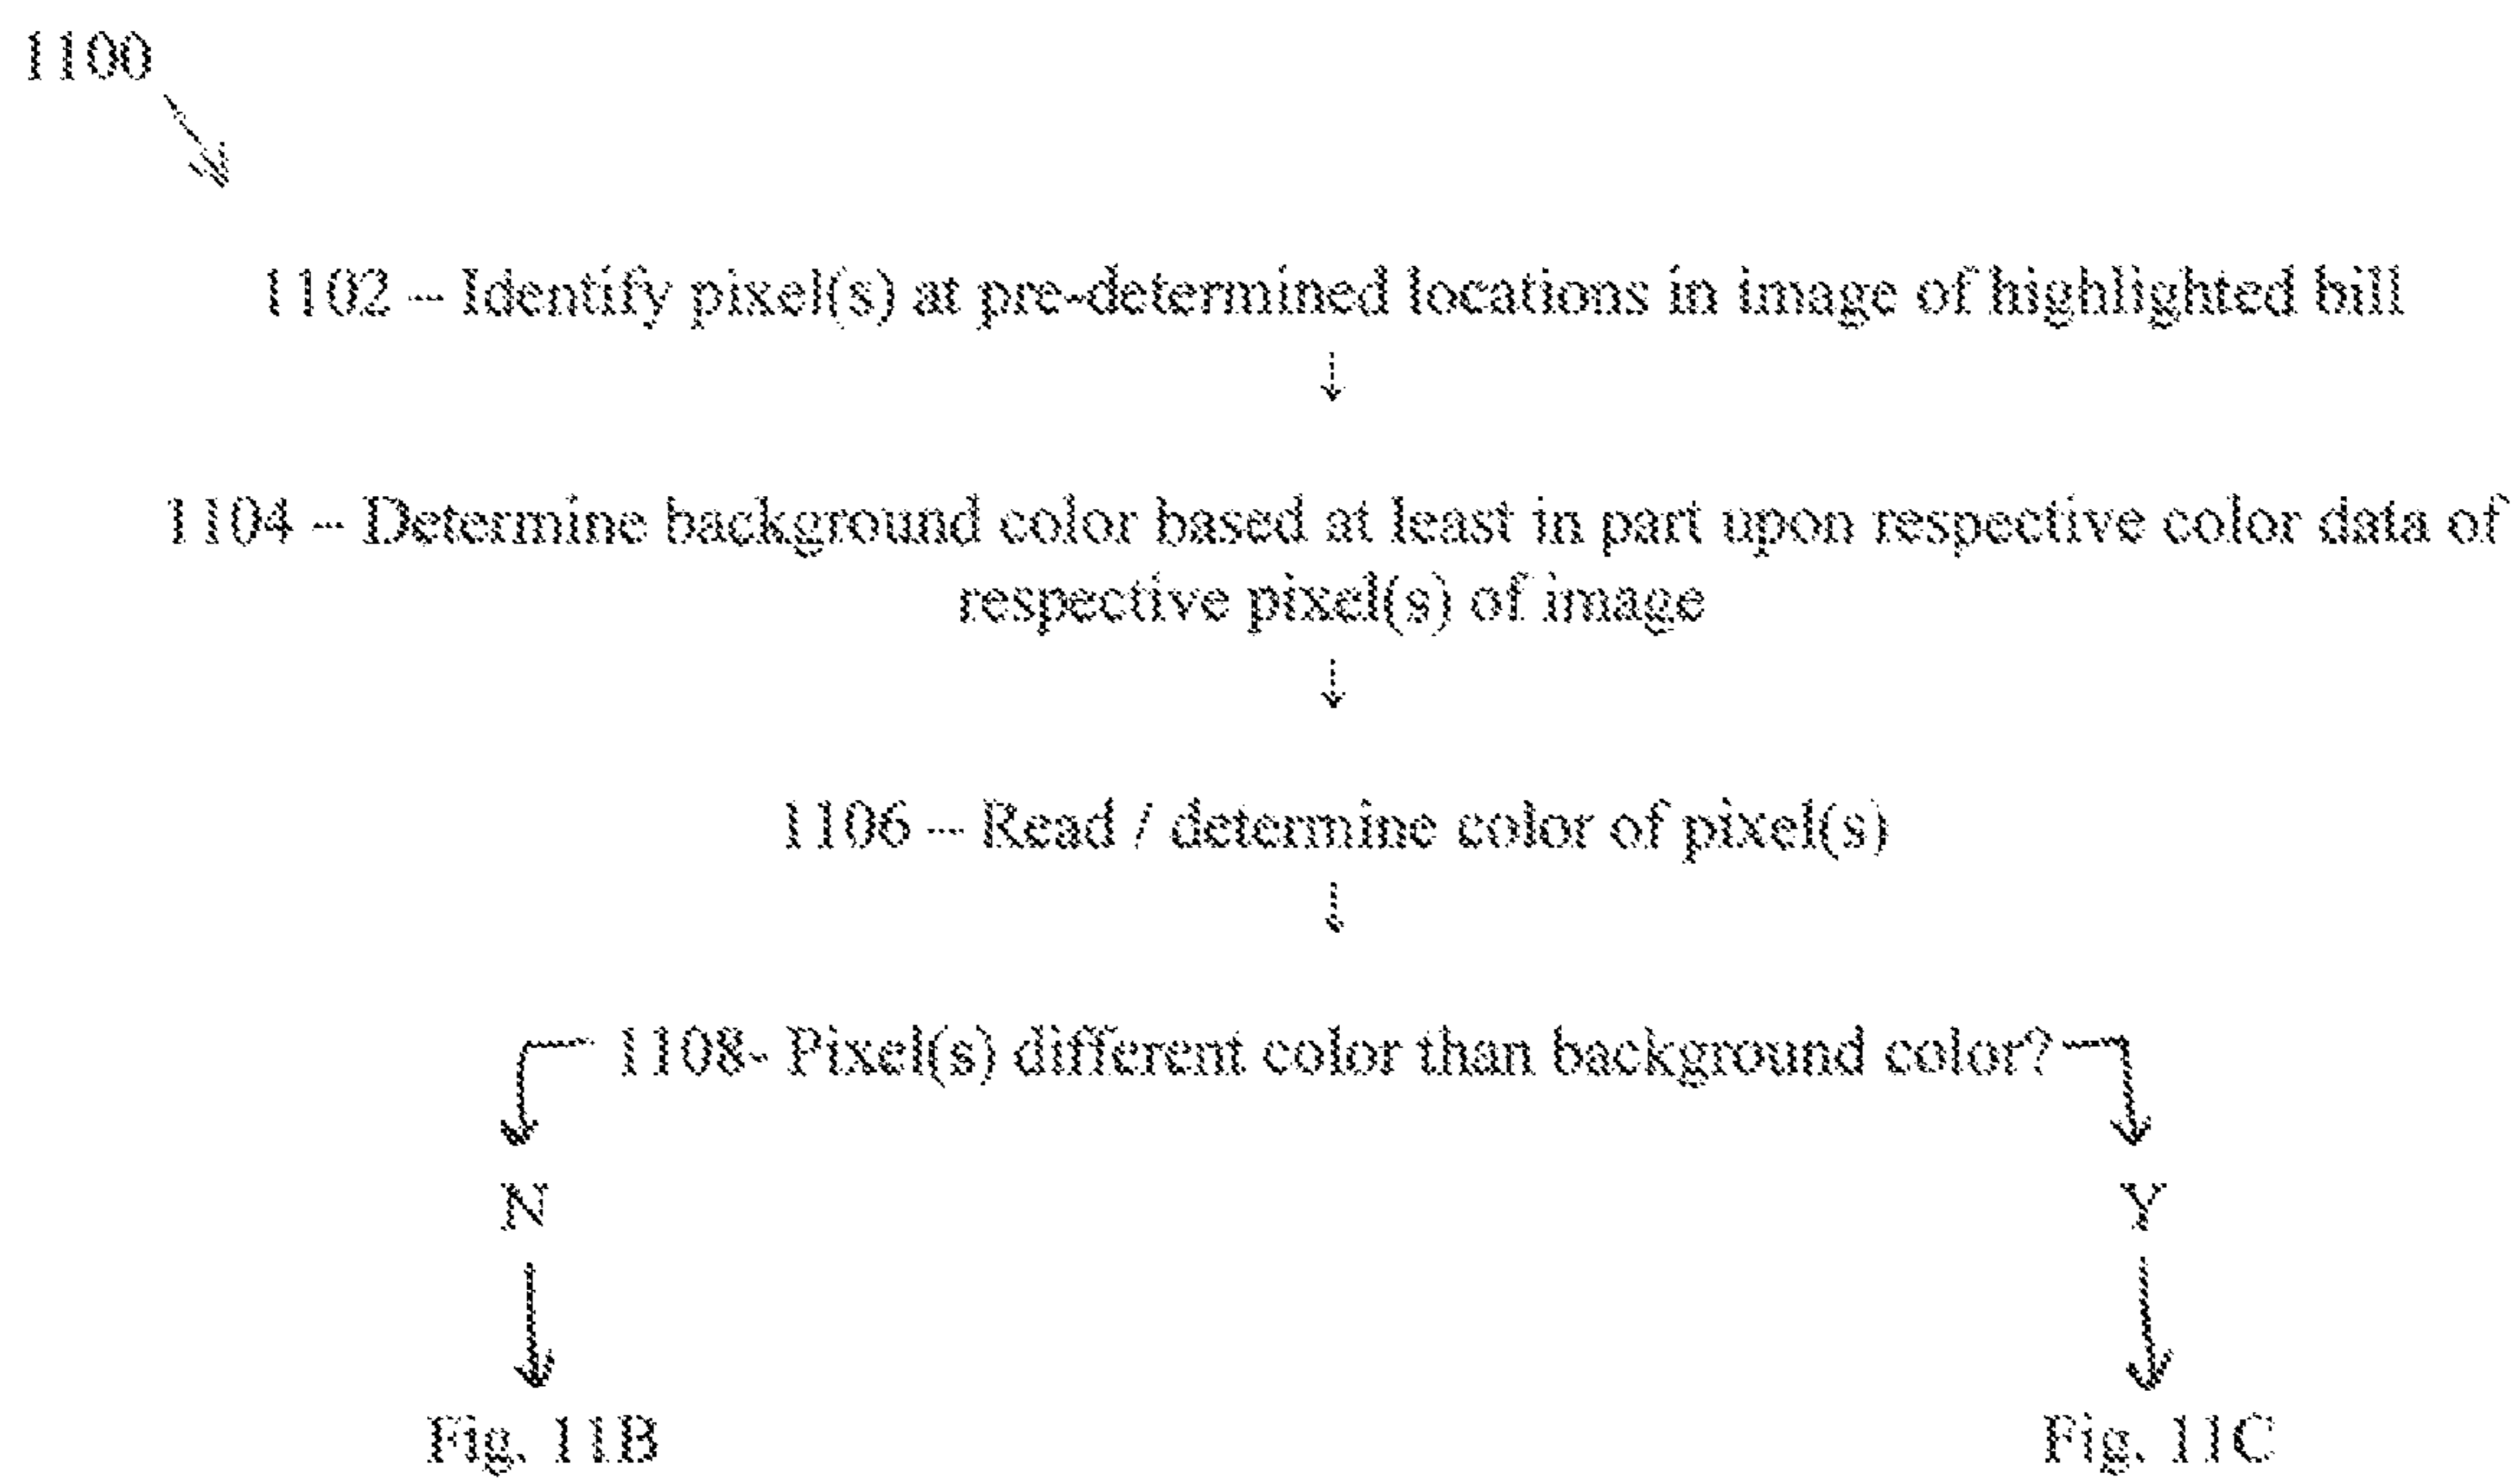 1100
1102 – Identify pixel(s) at pre-determined locations in image of highlighted bill
1104 – Determine background color based at least in part upon respective color data of
respective pixel(s) of image
1106 – Read / determine color of pixel(s)
1108- Pixel(s) different color than background color?
N Y
Fig. 11B Fig. 11C